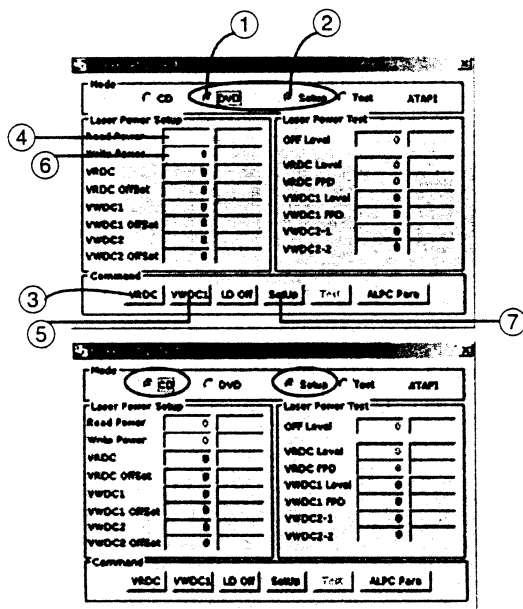 ① ②
Mode
CD DVD Setup Test ATAPI
Laser Power Setup Laser Power Test
④ Read Power OFF Level 0
⑥ Write Power 0
VRDC 0 VRDC Level 0
VRDC OffSet 0 VRDC FPD 0
VWDC1 0 VWDC1 Level 0
VWDC1 OffSet 0 VWDC1 FPD 0
VWDC2 0 VWDC2-1 0
VWDC2 OffSet 0 VWDC2-2 0
Command
③ VRDC VWDC1 LD Off SetUp Test ALPC Para
⑤ ⑦
Mode
CD DVD Setup Test ATAPI
Laser Power Setup Laser Power Test
Read Power 0 OFF Level 0
Write Power 0
VRDC 0 VRDC Level 0
VRDC OffSet 0 VRDC FPD 0
VWDC1 0 VWDC1 Level 0
VWDC1 OffSet 0 VWDC1 FPD 0
VWDC2 0 VWDC2-1 0
VWDC2 OffSet 0 VWDC2-2 0
Command
VRDC VWDC1 LD Off SetUp Test ALPC Para